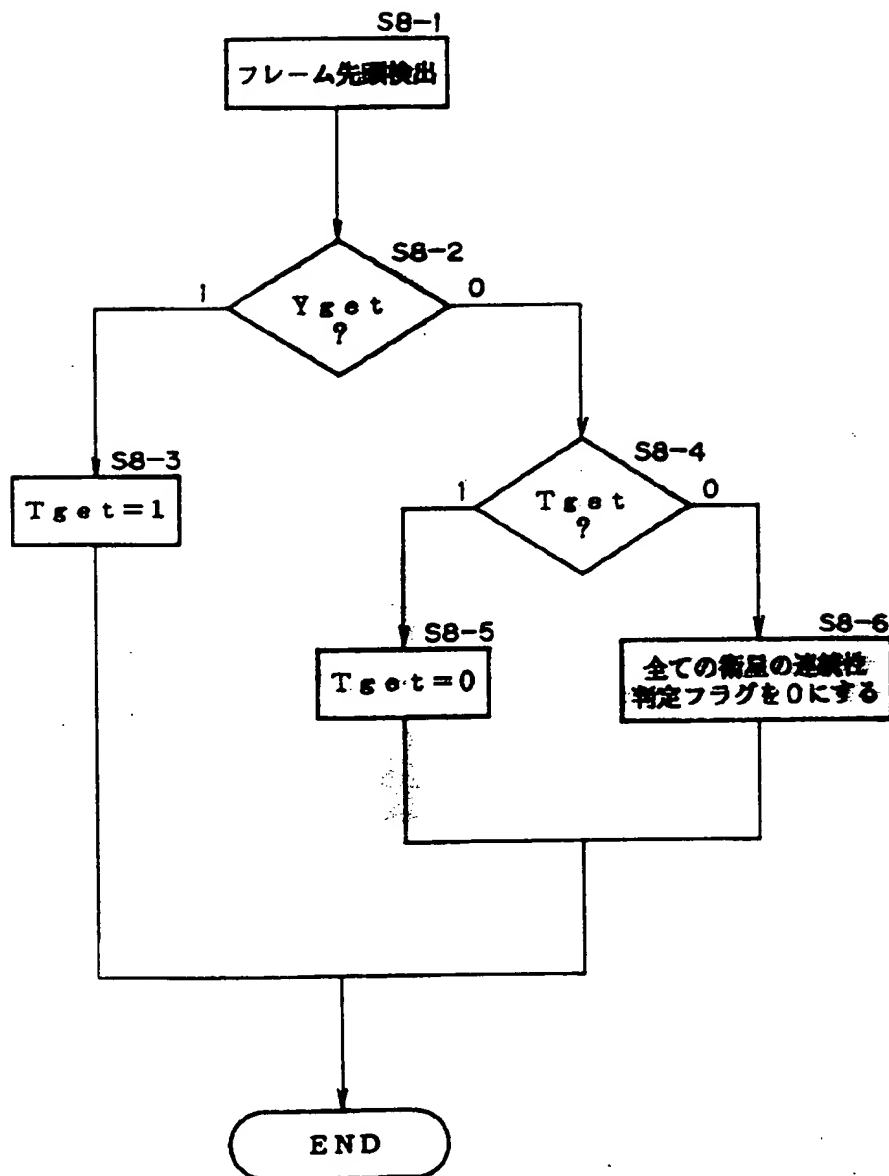 S8-1
フレーム先頭検出
S8-2
1
0
Yget
?
S8-3
Tget=1
S8-4
1
0
Tget
?
S8-5
Tget=0
S8-6
全ての衛星の連続性
判定フラグを0にする
END